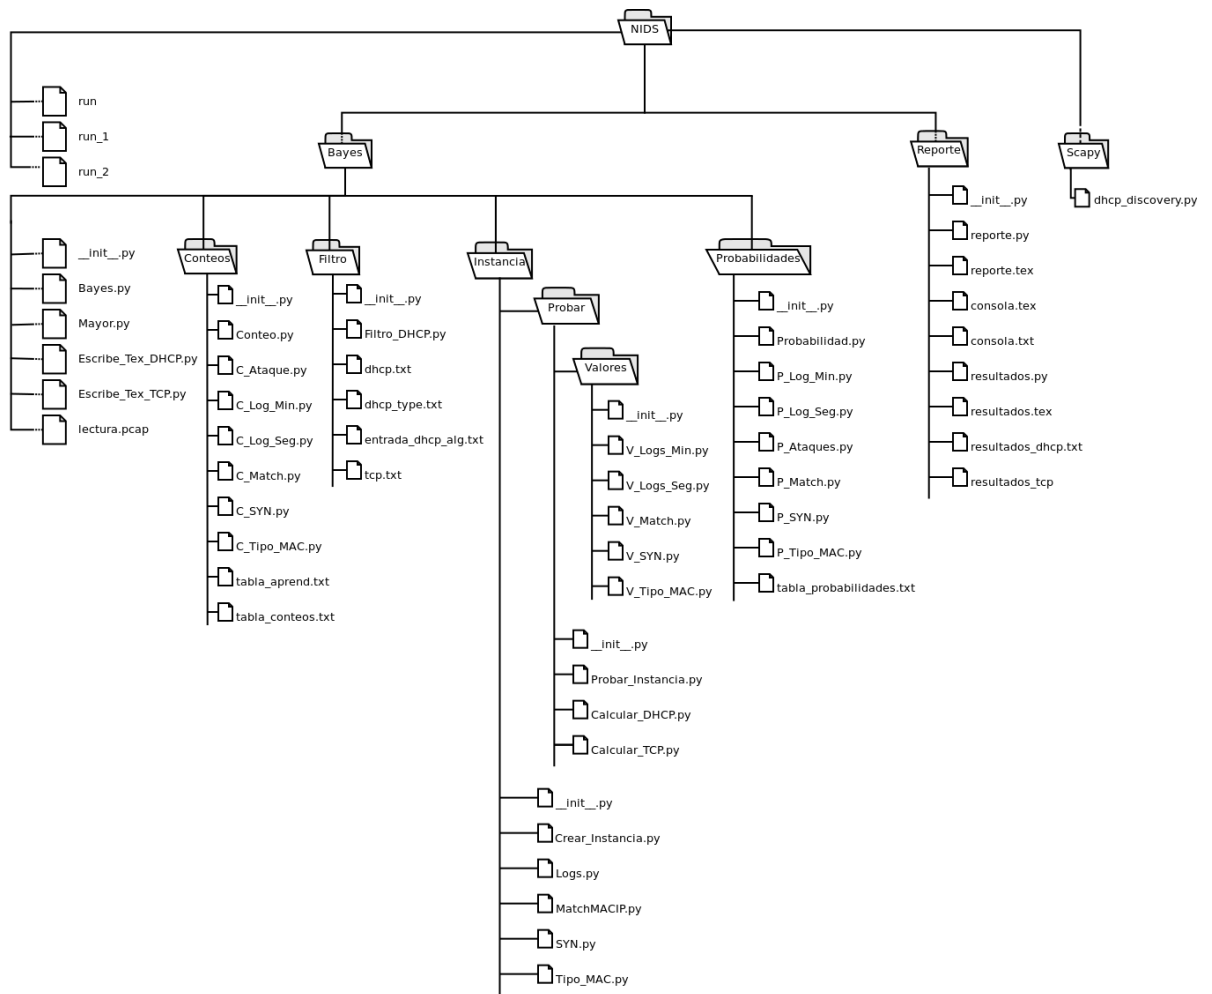 NIDS
run
run_1
run_2
Bayes
Reporte
Scapy
__init__.py
reporte.py
reporte.tex
consola.tex
consola.txt
resultados.py
resultados.tex
resultados_dhcp.txt
resultados_tcp
dhcp_discovery.py
__init__.py
Bayes.py
Mayor.py
Escribe_Tex_DHCP.py
Escribe_Tex_TCP.py
lectura.pcap
Conteos
__init__.py
Conteo.py
C_Ataque.py
C_Log_Min.py
C_Log_Seg.py
C_Match.py
C_SYN.py
C_Tipo_MAC.py
tabla_aprend.txt
tabla_conteos.txt
Filtro
__init__.py
Filtro_DHCP.py
dhcp.txt
dhcp_type.txt
entrada_dhcp_alg.txt
tcp.txt
Instancia
Probar
Valores
__init__.py
V_Logs_Min.py
V_Logs_Seg.py
V_Match.py
V_SYN.py
V_Tipo_MAC.py
__init__.py
Probar_Instancia.py
Calcular_DHCP.py
Calcular_TCP.py
__init__.py
Crear_Instancia.py
Logs.py
MatchMACIP.py
SYN.py
Tipo_MAC.py
Probabilidades
__init__.py
Probabilidad.py
P_Log_Min.py
P_Log_Seg.py
P_Ataques.py
P_Match.py
P_SYN.py
P_Tipo_MAC.py
tabla_probabilidades.txt